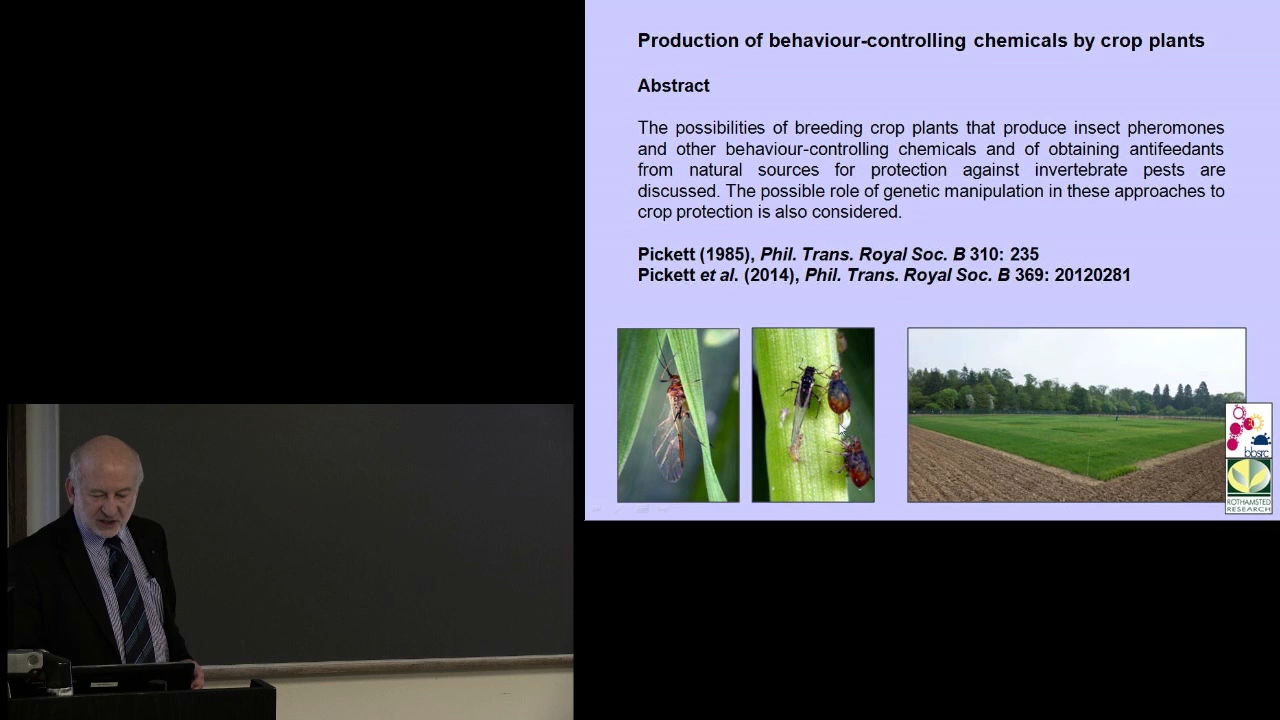 Production of behaviour-controlling chemicals by crop plants
Abstract
The possibilities of breeding crop plants that produce insect pheromones
and other behaviour-controlling chemicals and of obtaining antifeedants
from natural sources for protection against invertebrate pests are
discussed. The possible role of genetic manipulation in these approaches to
crop protection is also considered.
Pickett (1985), Phil. Trans. Royal Soc. B 310: 235
Pickett et al. (2014), Phil. Trans. Royal Soc. B 369: 20120281
bbsrc
ROTHAMSTED
RESEARCH